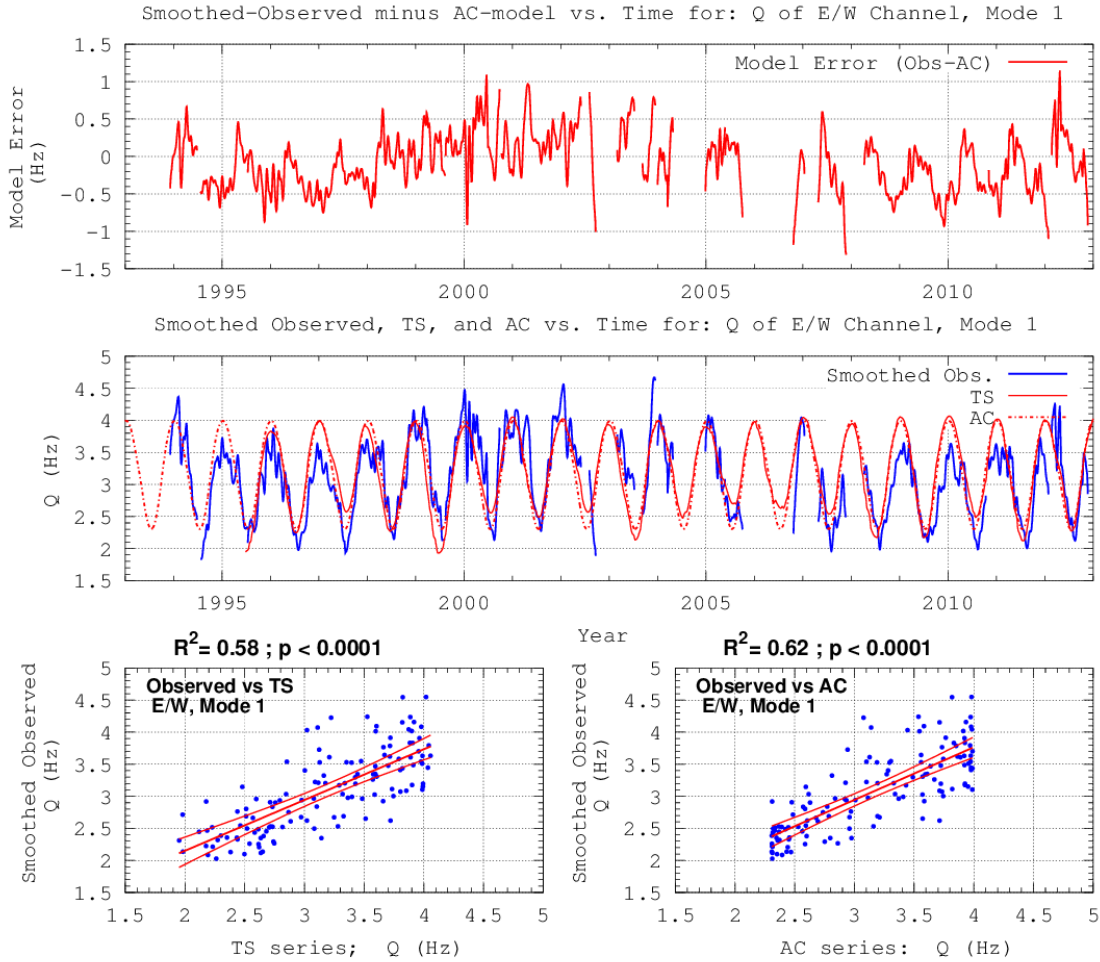 Smoothed-Observed minus AC-model vs. Time for: Q of E/W Channel, Mode 1
Model Error
(Hz)
1.5
1
0.5
0
-0.5
-1
-1.5
Model Error (Obs-AC)
1995 2000 2005 2010
Smoothed Observed, TS, and AC vs. Time for: Q of E/W Channel, Mode 1
Q (Hz)
5
4.5
4
3.5
3
2.5
2
1.5
Smoothed Obs.
TS
AC
1995 2000 2005 2010
Year
R2= 0.58 ; p < 0.0001
Smoothed Observed
Q (Hz)
5
4.5
4
3.5
3
2.5
2
1.5
Observed vs TS
E/W, Mode 1
1.5 2 2.5 3 3.5 4 4.5 5
TS series; Q (Hz)
R2= 0.62 ; p < 0.0001
Smoothed Observed
Q (Hz)
5
4.5
4
3.5
3
2.5
2
1.5
Observed vs AC
E/W, Mode 1
1.5 2 2.5 3 3.5 4 4.5 5
AC series: Q (Hz)